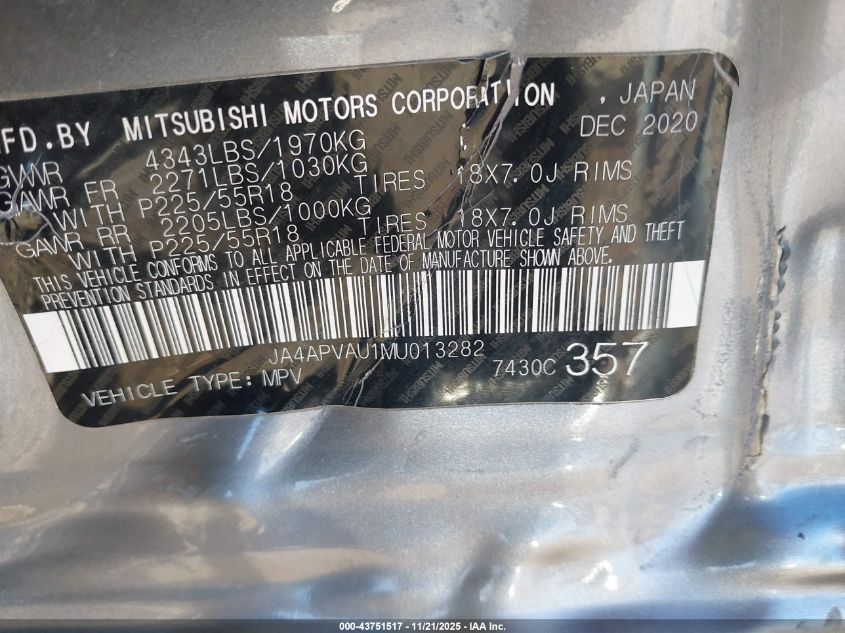 MFD.BY MITSUBISHI MOTORS CORPORATION , JAPAN
DEC 2020
GVWR 4343LBS/1970KG
GAWR FR 2271LBS/1030KG
WITH P225/55R18 TIRES 18X7.0J RIMS
GAWR RR 2205LBS/1000KG
WITH P225/55R18 TIRES 18X7.0J RIMS
THIS VEHICLE CONFORMS TO ALL APPLICABLE FEDERAL MOTOR VEHICLE SAFETY AND THEFT
PREVENTION STANDARDS IN EFFECT ON THE DATE OF MANUFACTURE SHOWN ABOVE.
JA4APVAU1MU013282
VEHICLE TYPE: MPV 7430C 357
000-43751517 - 11/21/2025 - IAA Inc.